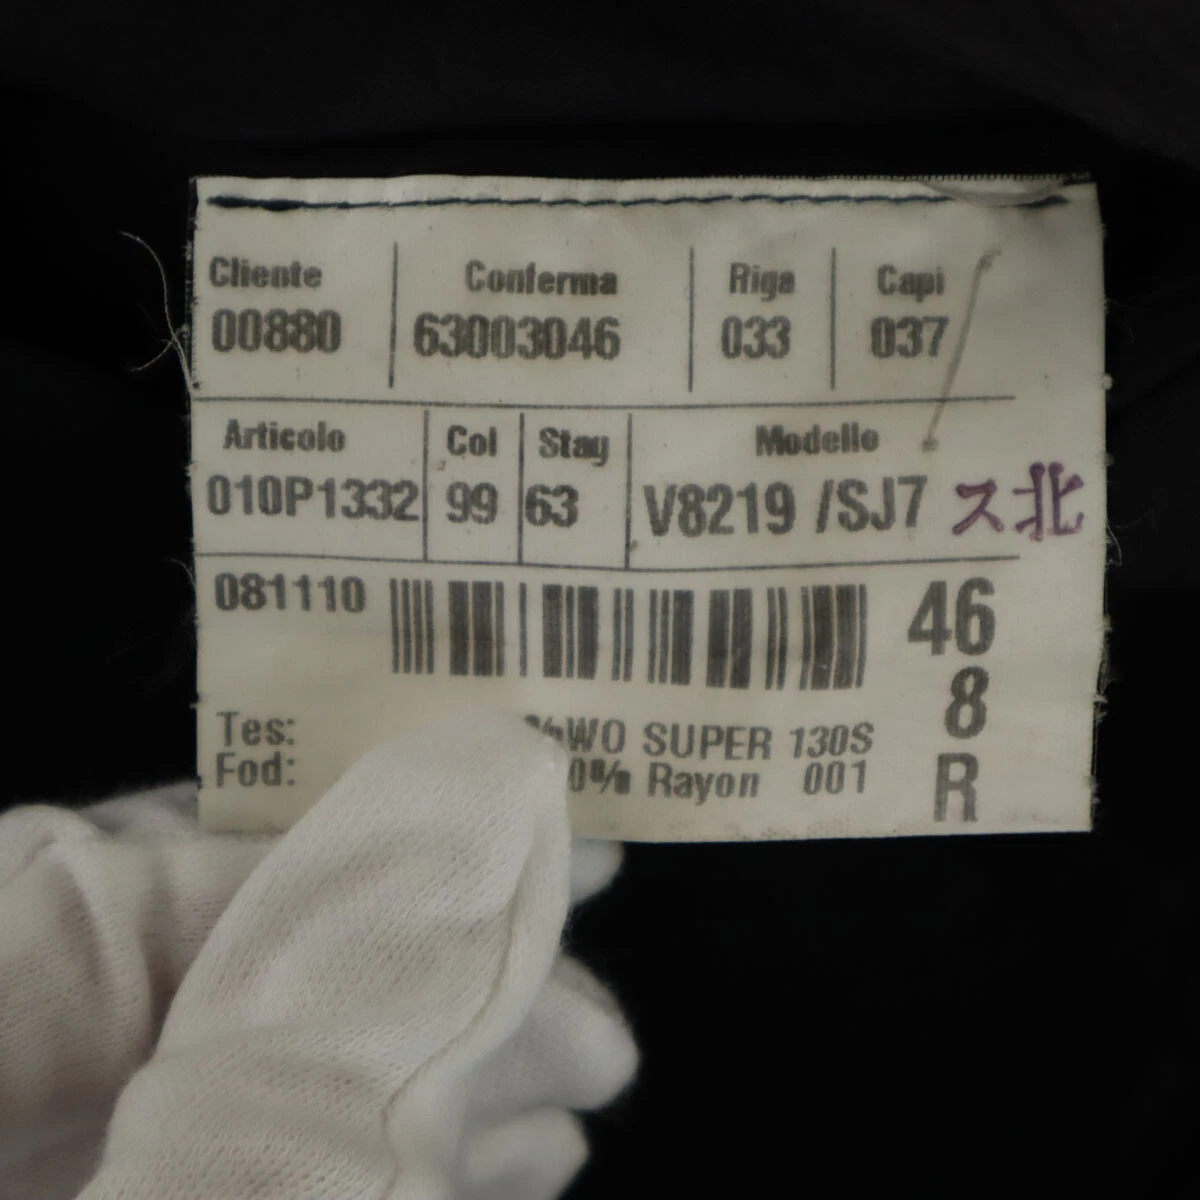 Cliente Conferma Riga Capi
00880 63003046 033 037
Articolo Col Stag Modello
010P1332 99 63 V8219 /SJ7 ス北
081110 46
8
R
Tes: WO SUPER 130S
Fod: Rayon 001